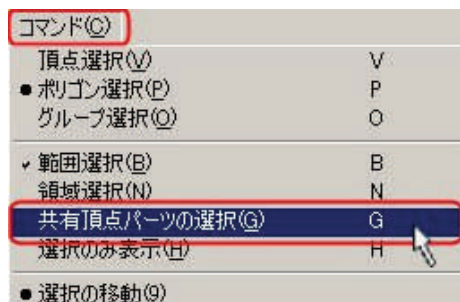 コマンド(C)
頂点選択(V) V
●ポリゴン選択(P) P
グループ選択(O) O
✓範囲選択(B) B
領域選択(N) N
共有頂点パーツの選択(G) G
選択のみ表示(H) H
●選択の移動(9)